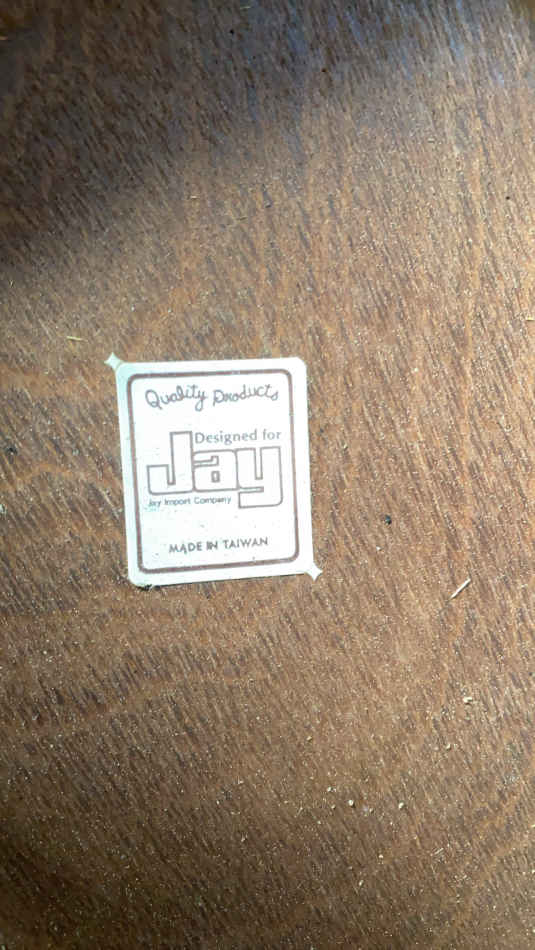 Quality Products
Designed for
Jay
Jay Import Company
MADE IN TAIWAN